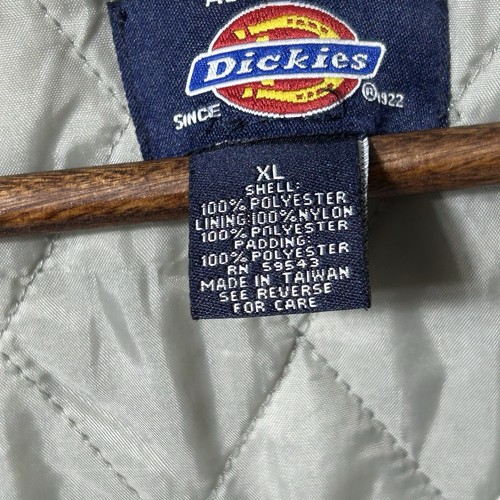 Dickies
®1922
SINCE
XL
SHELL:
100% POLYESTER
LINING:100%NYLON
100% POLYESTER
PADDING:
100% POLYESTER
RN 59543
MADE IN TAIWAN
SEE REVERSE
FOR CARE